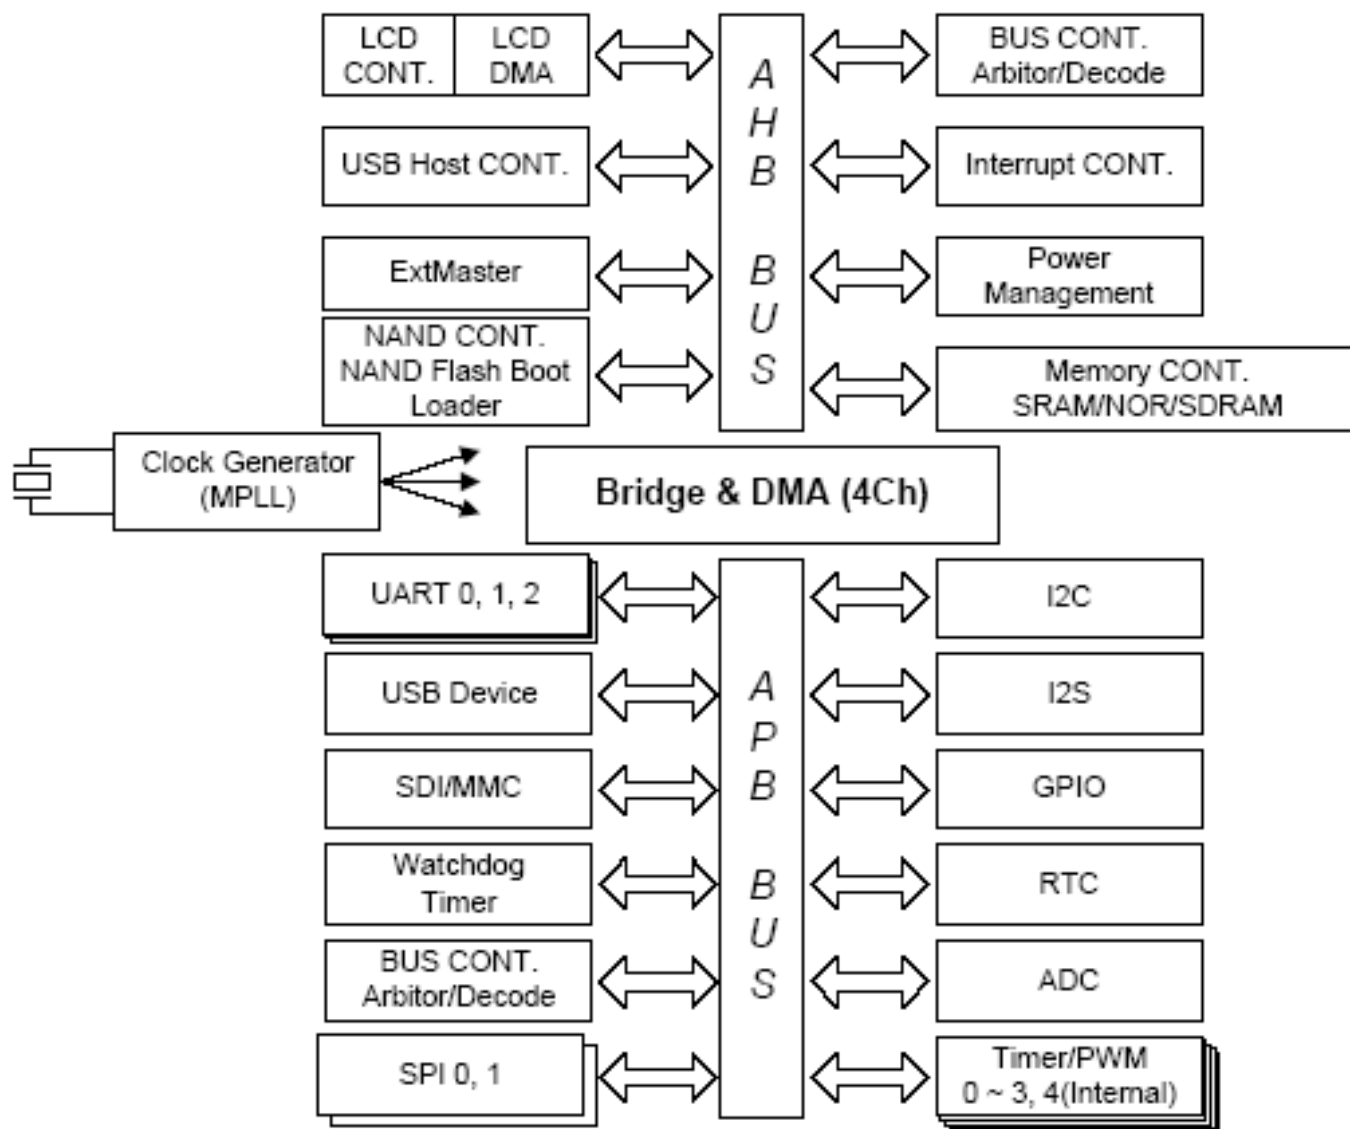 LCD
CONT.
LCD
DMA
USB Host CONT.
ExtMaster
NAND CONT.
NAND Flash Boot
Loader
A
H
B
B
U
S
BUS CONT.
Arbitor/Decode
Interrupt CONT.
Power
Management
Memory CONT.
SRAM/NOR/SDRAM
Clock Generator
(MPLL)
Bridge & DMA (4Ch)
UART 0, 1, 2
USB Device
SDI/MMC
Watchdog
Timer
BUS CONT.
Arbitor/Decode
SPI 0, 1
A
P
B
B
U
S
I2C
I2S
GPIO
RTC
ADC
Timer/PWM
0 ~ 3, 4(Internal)